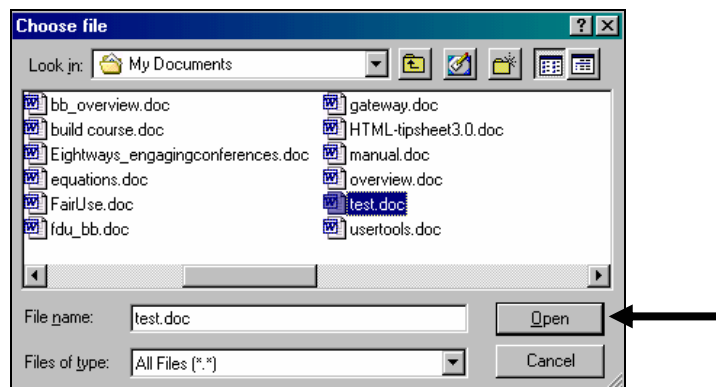 Choose file
Look in: My Documents
bb_overview.doc
build course.doc
Eightways_engagingconferences.doc
equations.doc
FairUse.doc
fdu_bb.doc
gateway.doc
HTML-tipsheet3.0.doc
manual.doc
overview.doc
test.doc
usertools.doc
File name: test.doc Open
Files of type: All Files (*.*) Cancel